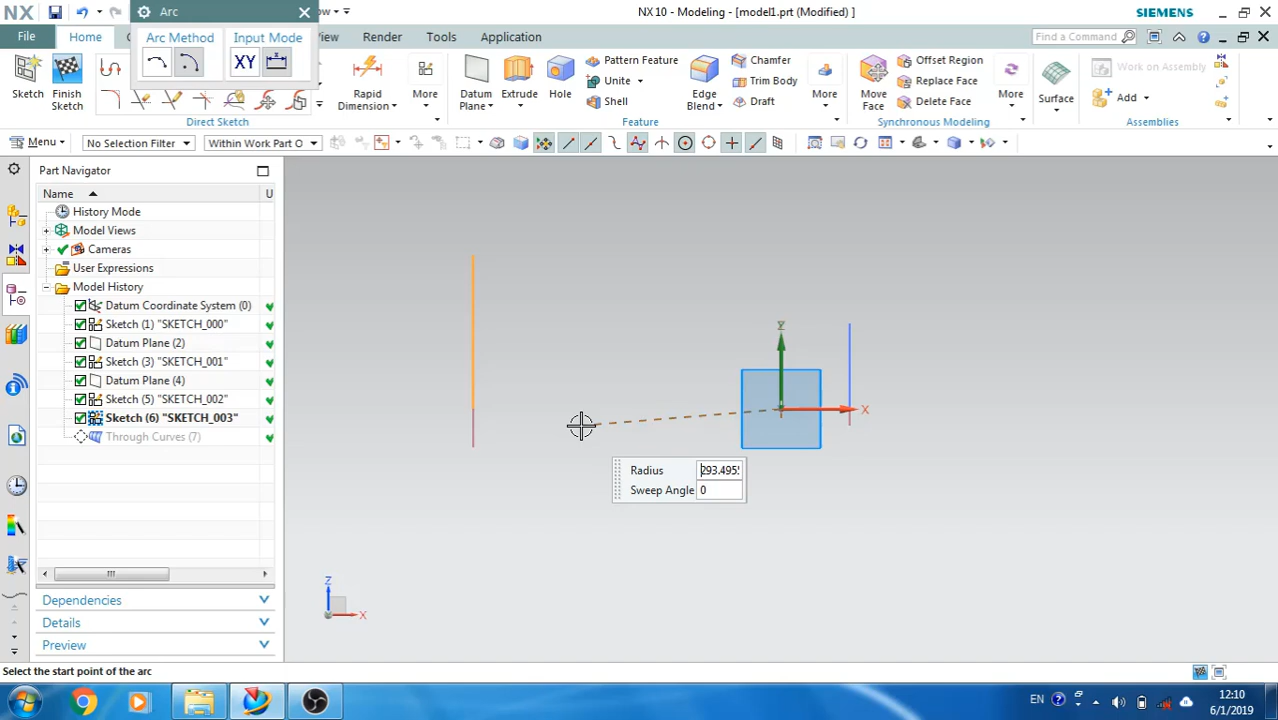 NX
Arc
ow
NX 10 - Modeling - [model1.prt (Modified) ]
SIEMENS
File
Home
iew
Render
Tools
Application
Find a Command
Arc Method
Input Mode
XY
Sketch
Finish Sketch
Direct Sketch
Rapid Dimension
More
Datum Plane
Extrude
Hole
Pattern Feature
Unite
Shell
Edge Blend
Chamfer
Trim Body
Draft
More
Feature
Move Face
Offset Region
Replace Face
Delete Face
More
Synchronous Modeling
Surface
Work on Assembly
Add
Assemblies
Menu
No Selection Filter
Within Work Part O
Part Navigator
Name
U
History Mode
Model Views
Cameras
User Expressions
Model History
Datum Coordinate System (0)
Sketch (1) "SKETCH_000"
Datum Plane (2)
Sketch (3) "SKETCH_001"
Datum Plane (4)
Sketch (5) "SKETCH_002"
Sketch (6) "SKETCH_003"
Through Curves (7)
Dependencies
Details
Preview
X
Radius
293.495
Sweep Angle
0
Z
X
Select the start point of the arc
EN
12:10
6/1/2019